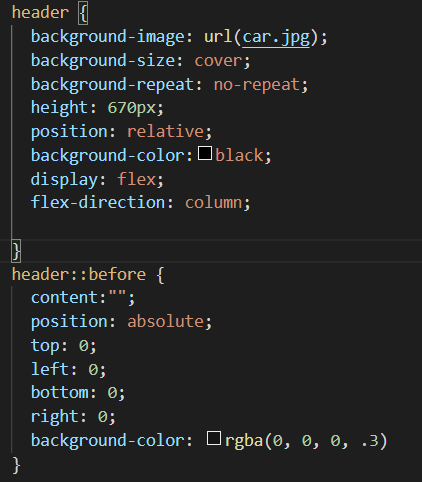 header {
background-image: url(car.jpg);
background-size: cover;
background-repeat: no-repeat;
height: 670px;
position: relative;
background-color:black;
display: flex;
flex-direction: column;
}
header::before {
content:"";
position: absolute;
top: 0;
left: 0;
bottom: 0;
right: 0;
background-color: rgba(0, 0, 0, .3)
}